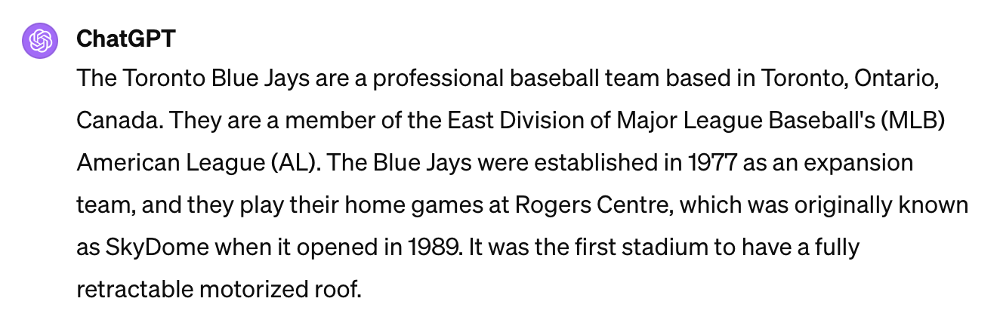 ChatGPT
The Toronto Blue Jays are a professional baseball team based in Toronto, Ontario,
Canada. They are a member of the East Division of Major League Baseball's (MLB)
American League (AL). The Blue Jays were established in 1977 as an expansion
team, and they play their home games at Rogers Centre, which was originally known
as SkyDome when it opened in 1989. It was the first stadium to have a fully
retractable motorized roof.